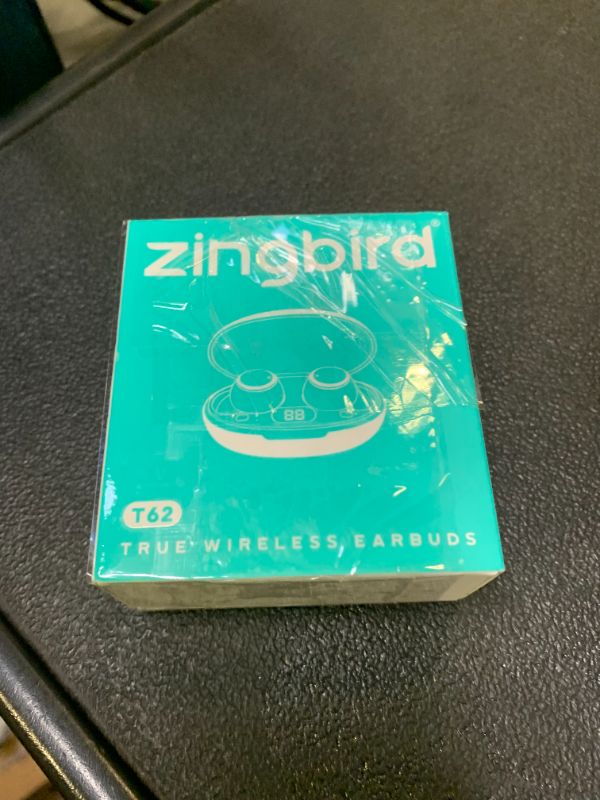 zingbird®
88
T62
TRUE WIRELESS EARBUDS